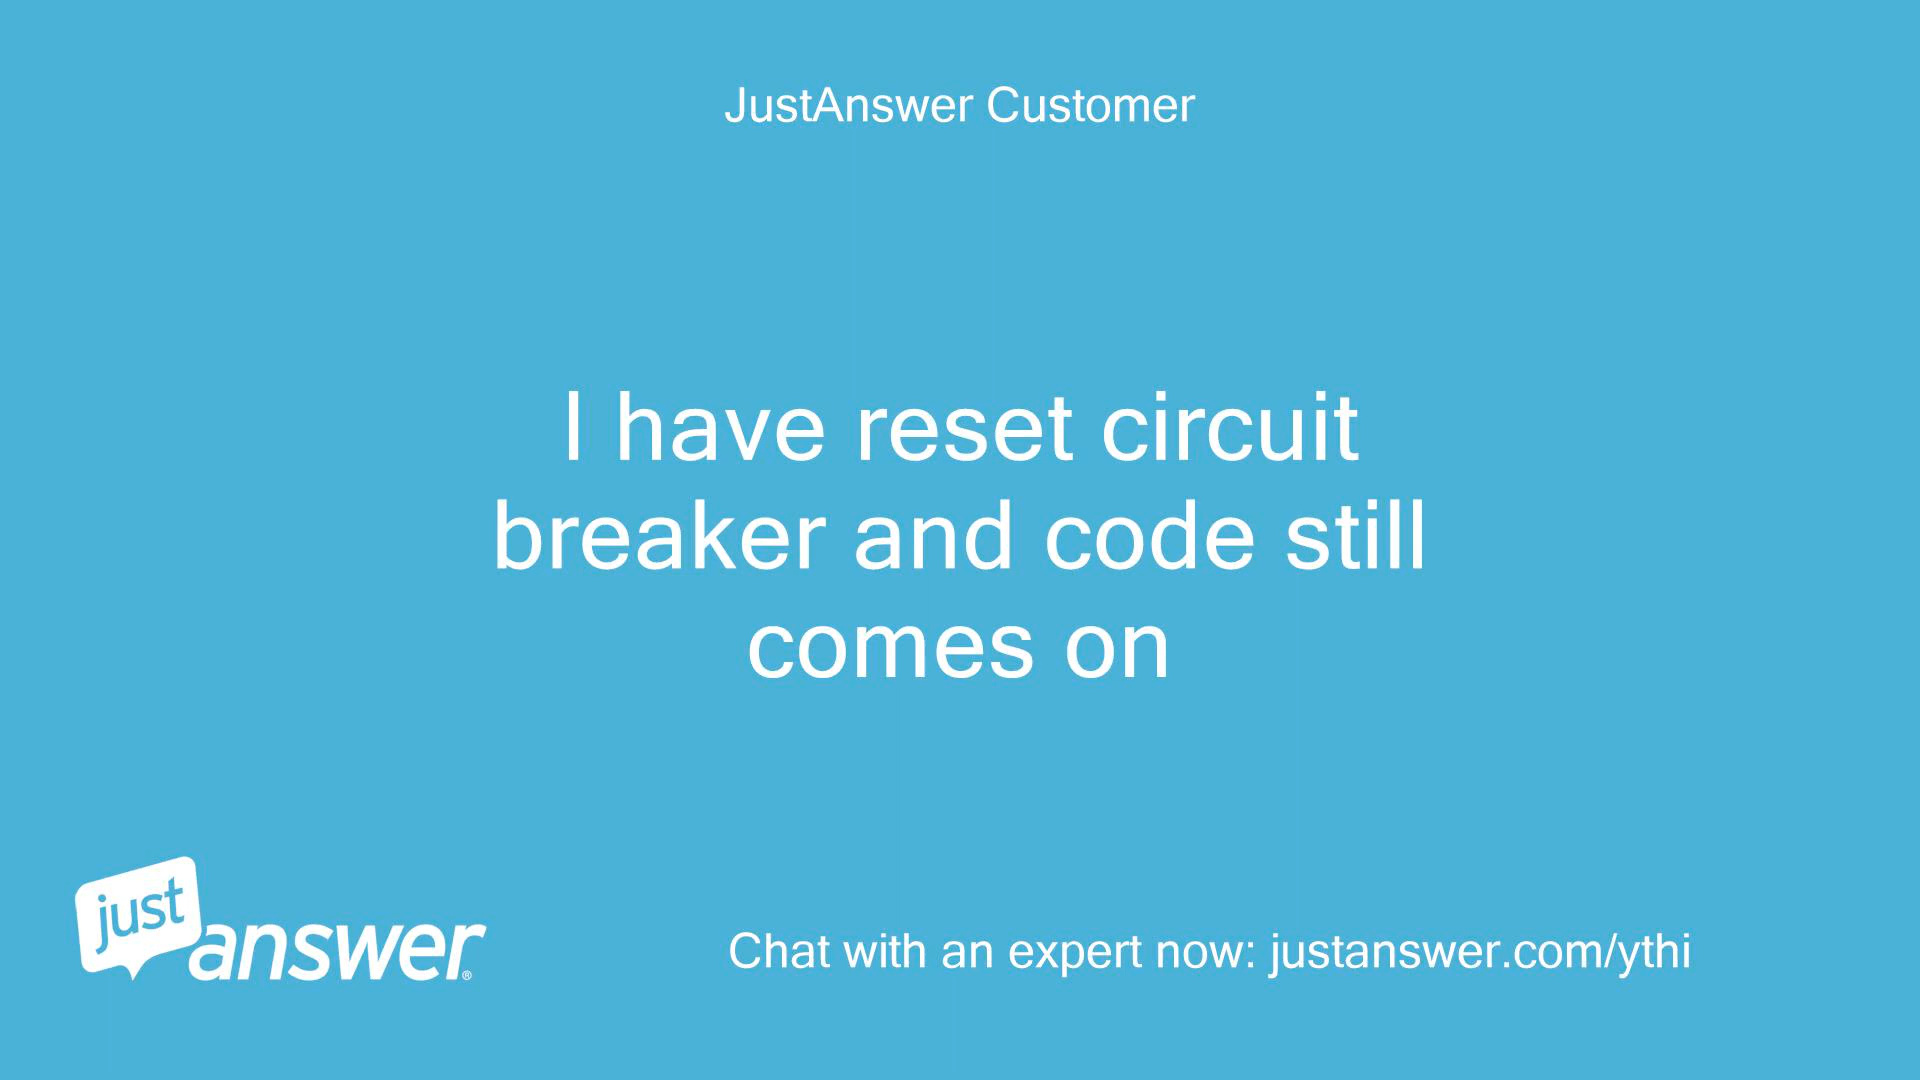 JustAnswer Customer
I have reset circuit
breaker and code still
comes on
just
answer®
Chat with an expert now: justanswer.com/ythi